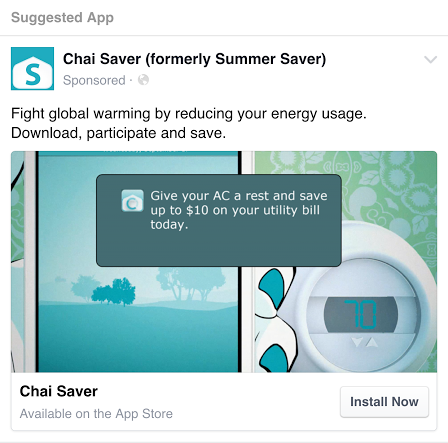 Suggested App
S
Chai Saver (formerly Summer Saver)
Sponsored ·
Fight global warming by reducing your energy usage.
Download, participate and save.
Give your AC a rest and save
up to $10 on your utility bill
today.
70
Chai Saver
Available on the App Store
Install Now